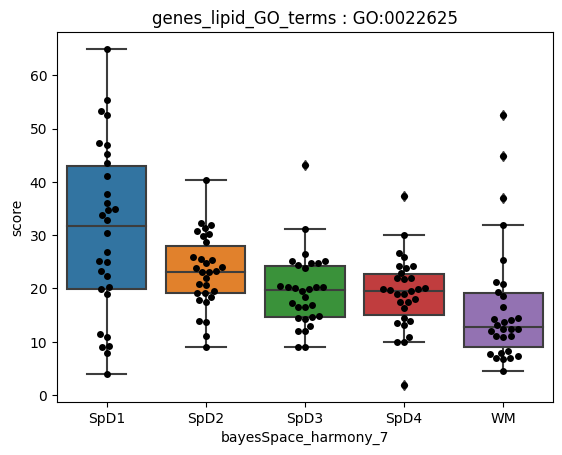 genes_lipid_GO_terms : GO:0022625
score
60
50
40
30
20
10
0
SpD1 SpD2 SpD3 SpD4 WM
bayesSpace_harmony_7